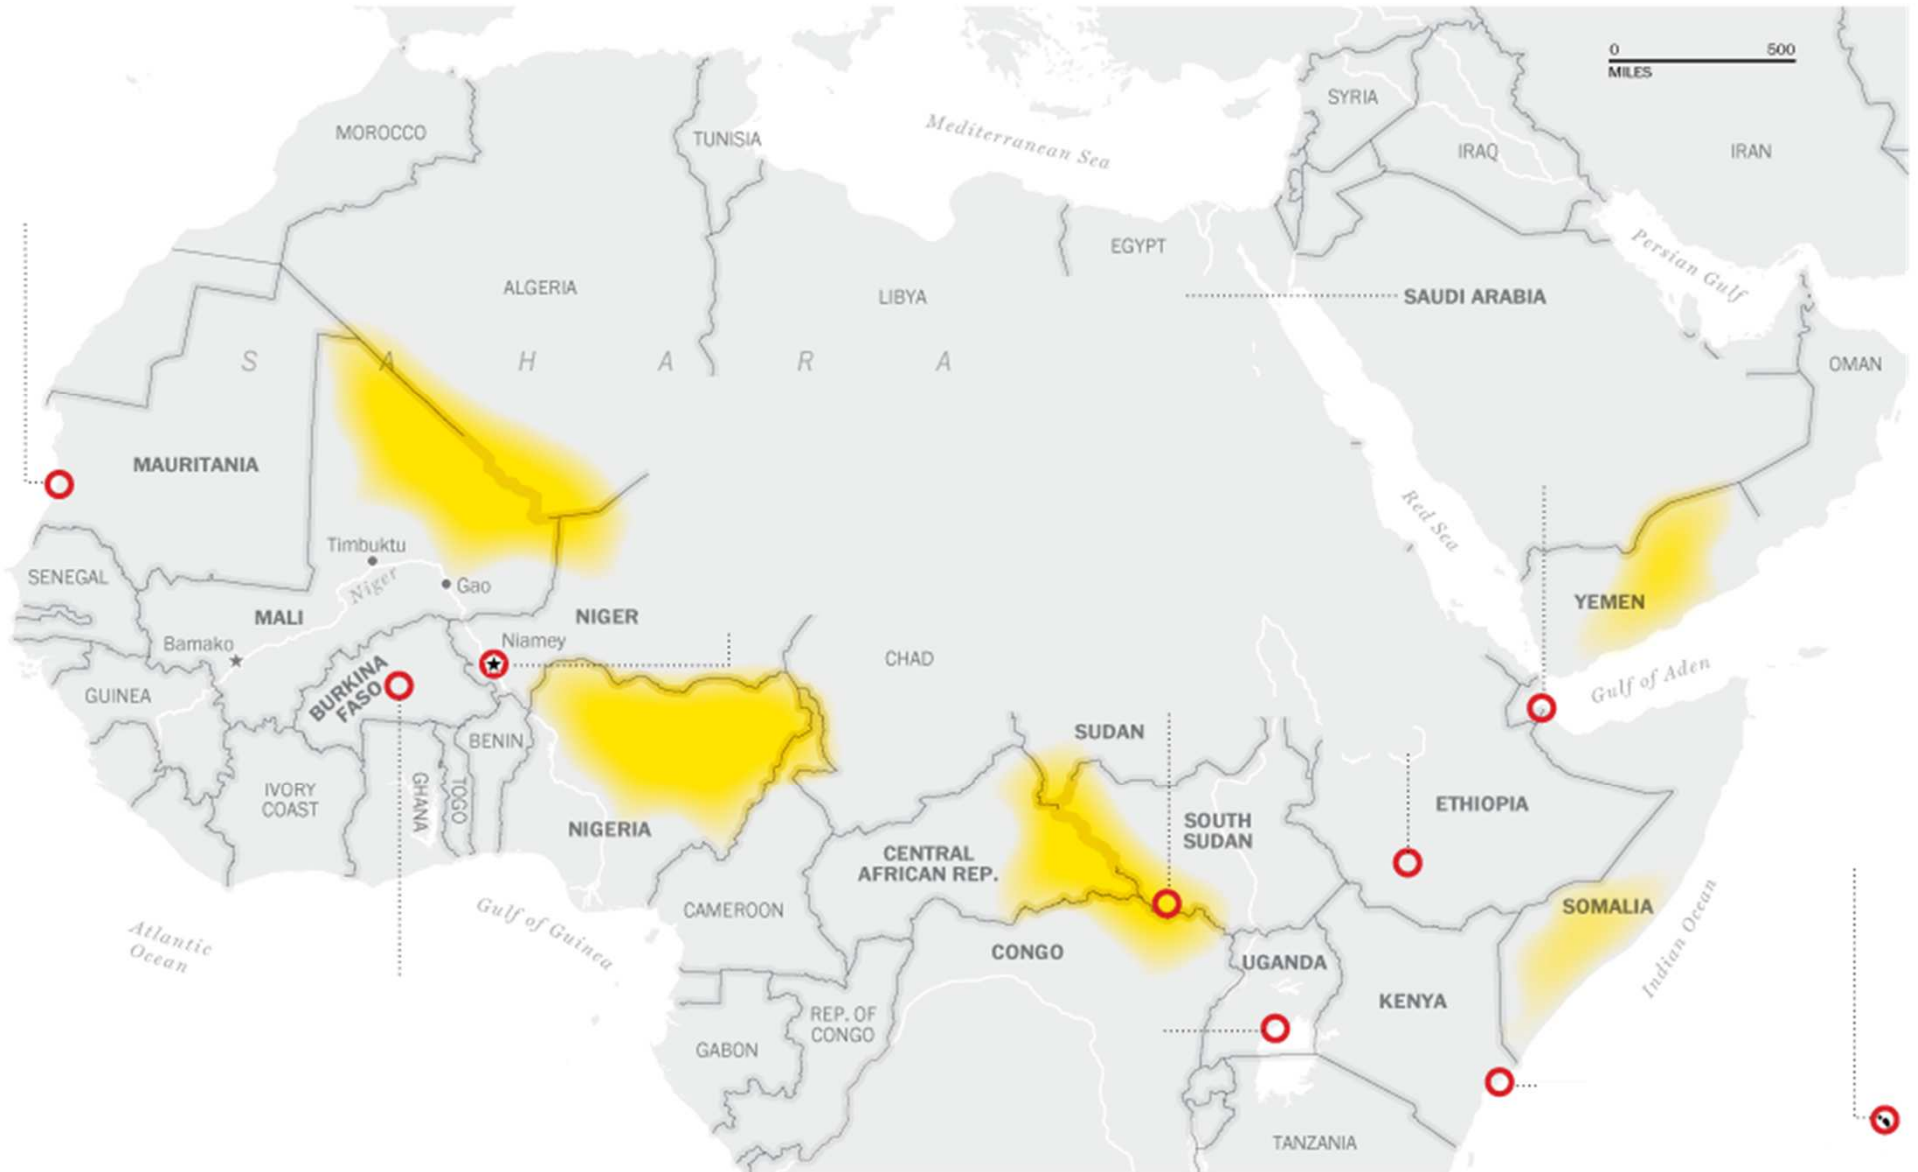 0 500
MILES
SYRIA
MOROCCO
TUNISIA
Mediterranean Sea
IRAQ
IRAN
EGYPT
Persian Gulf
ALGERIA
LIBYA
SAUDI ARABIA
S A H A R A
OMAN
MAURITANIA
Red Sea
Timbuktu
SENEGAL
Niger
Gao
YEMEN
MALI
NIGER
Bamako
Niamey
CHAD
Gulf of Aden
GUINEA
BURKINA
FASO
SUDAN
BENIN
IVORY
COAST
GHANA
TOGO
ETHIOPIA
NIGERIA
SOUTH
SUDAN
CENTRAL
AFRICAN REP.
CAMEROON
SOMALIA
Atlantic
Ocean
Gulf of Guinea
Indian Ocean
CONGO
UGANDA
KENYA
REP. OF
CONGO
GABON
TANZANIA